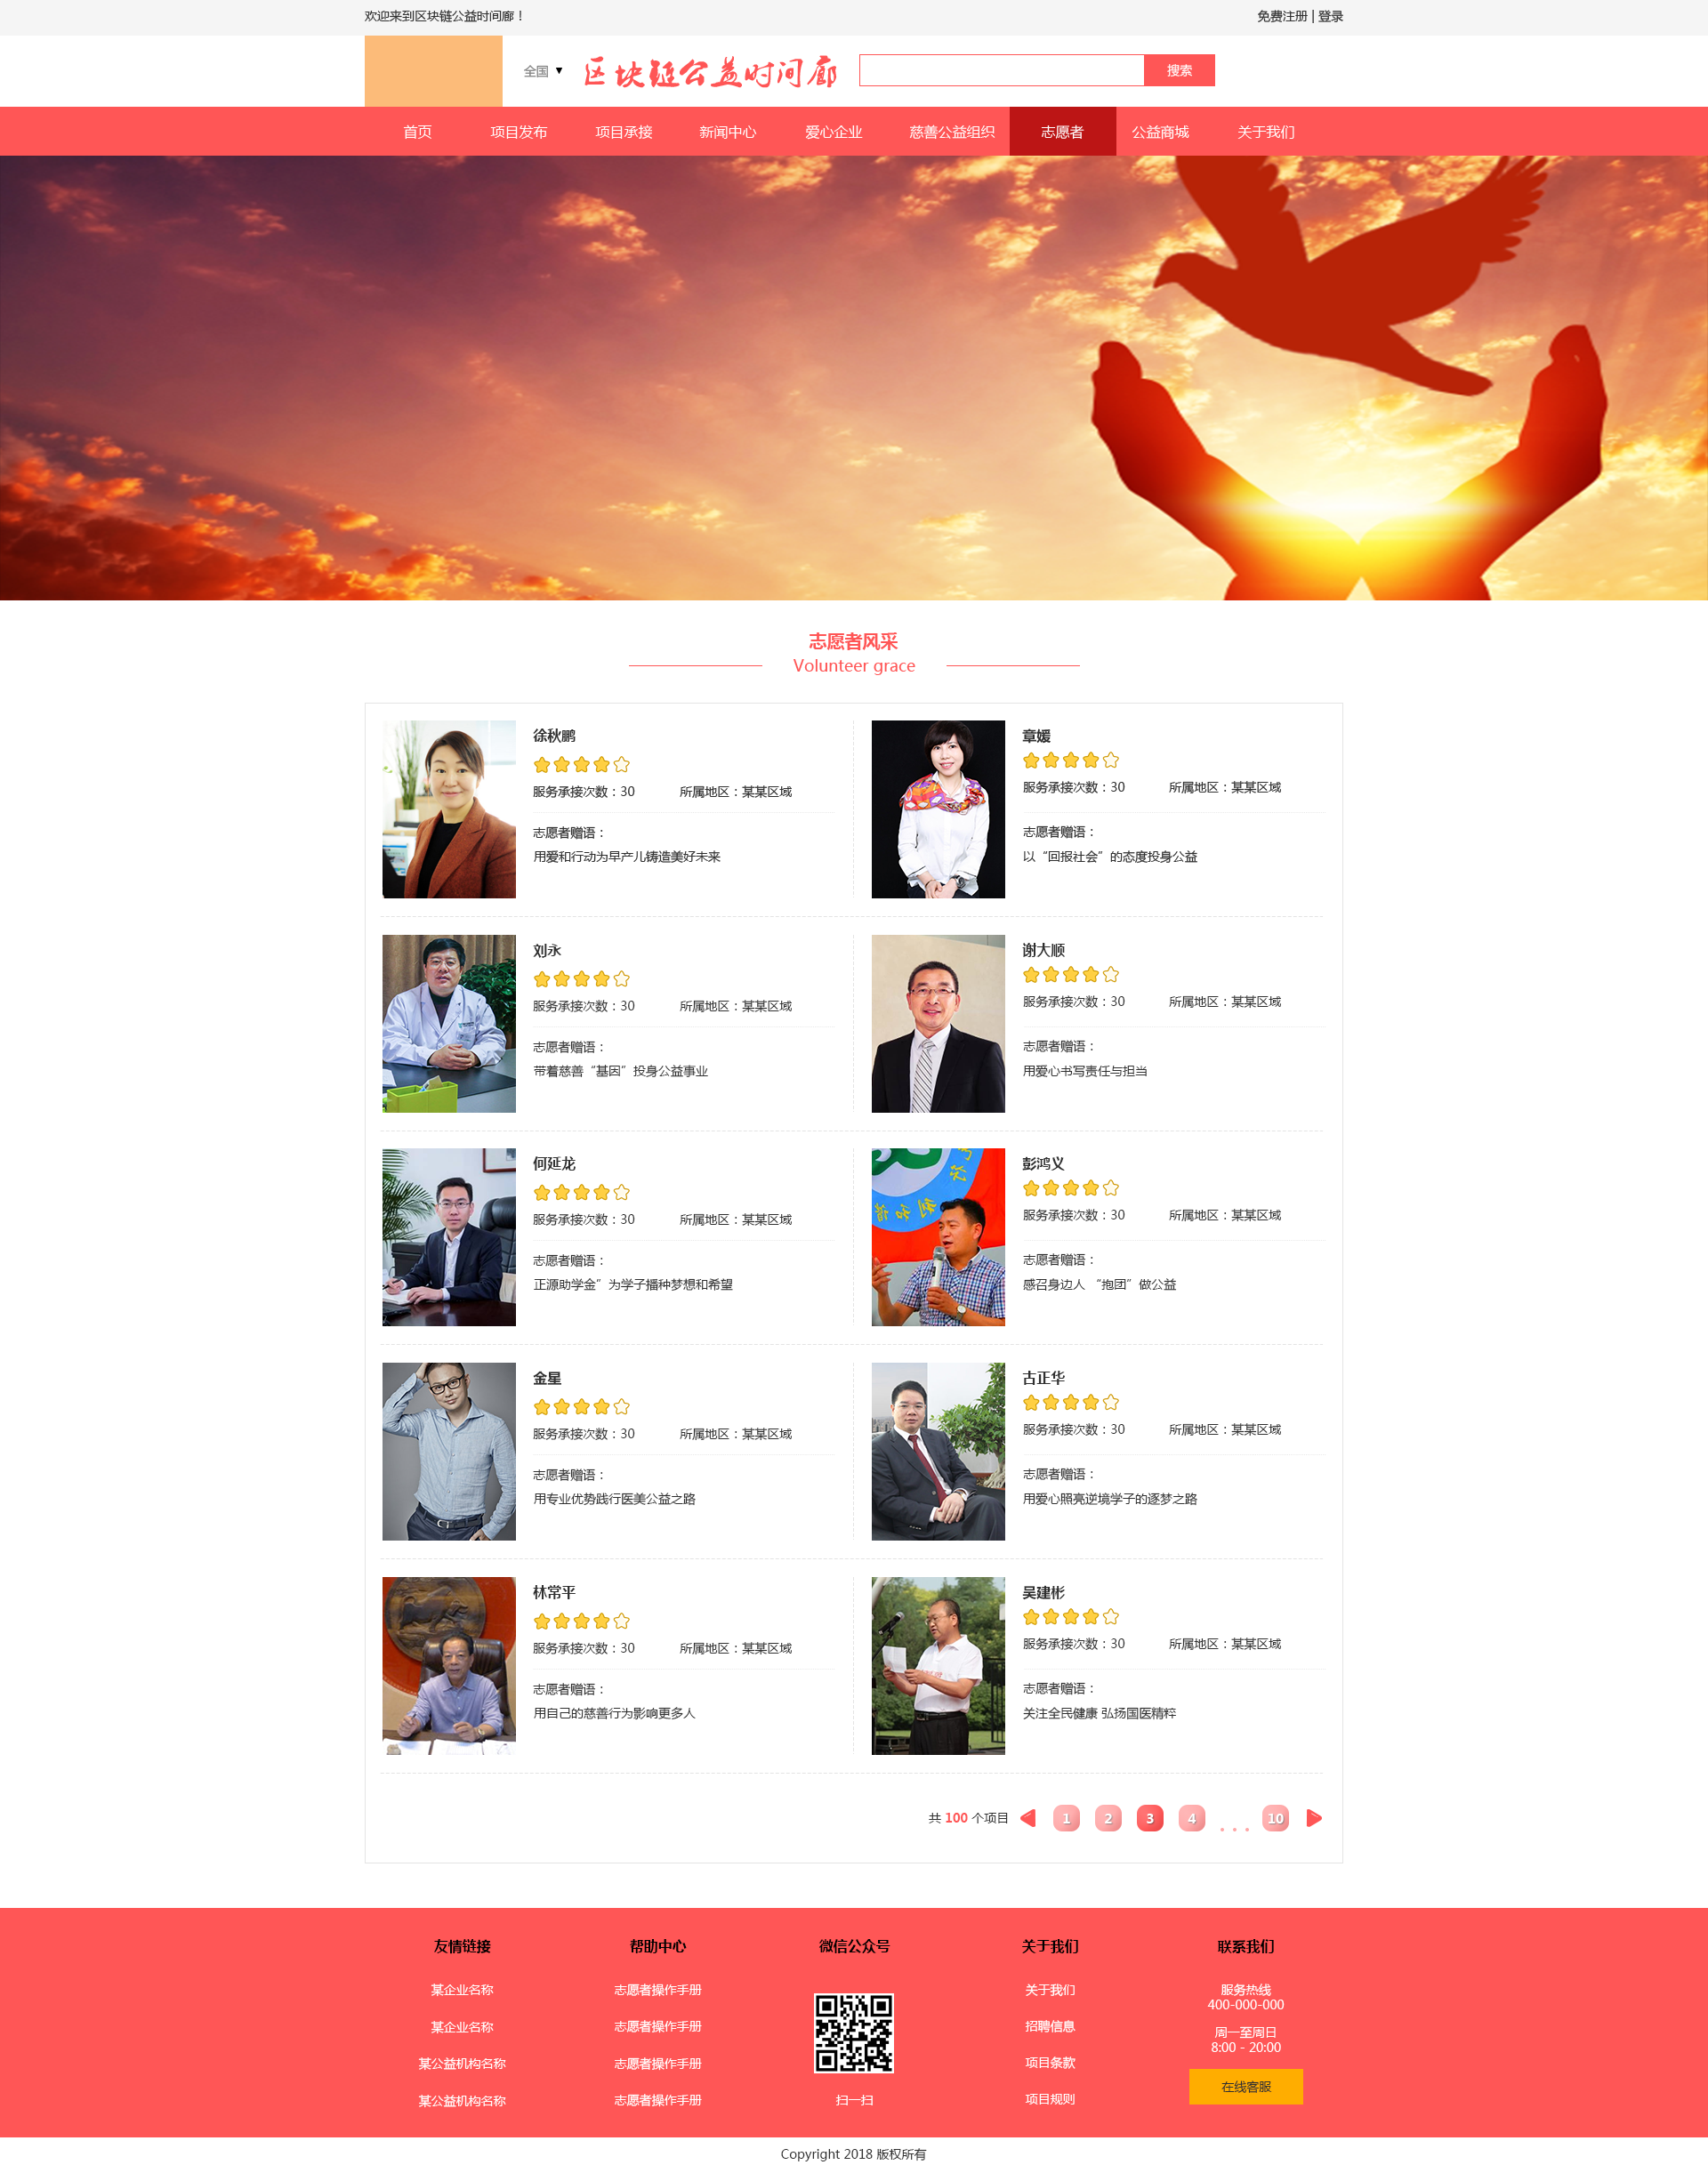 欢迎来到区块链公益时间廊！
免费注册 | 登录
全国 ▼
区块链公益时间廊
搜索
首页 项目发布 项目承接 新闻中心 爱心企业 慈善公益组织 志愿者 公益商城 关于我们
志愿者风采
Volunteer grace
徐秋鹏
服务承接次数：30 所属地区：某某区域
志愿者赠语：
用爱和行动为早产儿铸造美好未来
章媛
服务承接次数：30 所属地区：某某区域
志愿者赠语：
以“回报社会”的态度投身公益
刘永
服务承接次数：30 所属地区：某某区域
志愿者赠语：
带着慈善“基因”投身公益事业
谢大顺
服务承接次数：30 所属地区：某某区域
志愿者赠语：
用爱心书写责任与担当
何延龙
服务承接次数：30 所属地区：某某区域
志愿者赠语：
正源助学金”为学子播种梦想和希望
彭鸿义
服务承接次数：30 所属地区：某某区域
志愿者赠语：
感召身边人 “抱团”做公益
金星
服务承接次数：30 所属地区：某某区域
志愿者赠语：
用专业优势践行医美公益之路
古正华
服务承接次数：30 所属地区：某某区域
志愿者赠语：
用爱心照亮逆境学子的逐梦之路
林常平
服务承接次数：30 所属地区：某某区域
志愿者赠语：
用自己的慈善行为影响更多人
吴建彬
服务承接次数：30 所属地区：某某区域
志愿者赠语：
关注全民健康 弘扬国医精粹
共 100 个项目 1 2 3 4 ... 10
友情链接
某企业名称
某企业名称
某公益机构名称
某公益机构名称
帮助中心
志愿者操作手册
志愿者操作手册
志愿者操作手册
志愿者操作手册
微信公众号
扫一扫
关于我们
关于我们
招聘信息
项目条款
项目规则
联系我们
服务热线
400-000-000
周一至周日
8:00 - 20:00
在线客服
Copyright 2018 版权所有